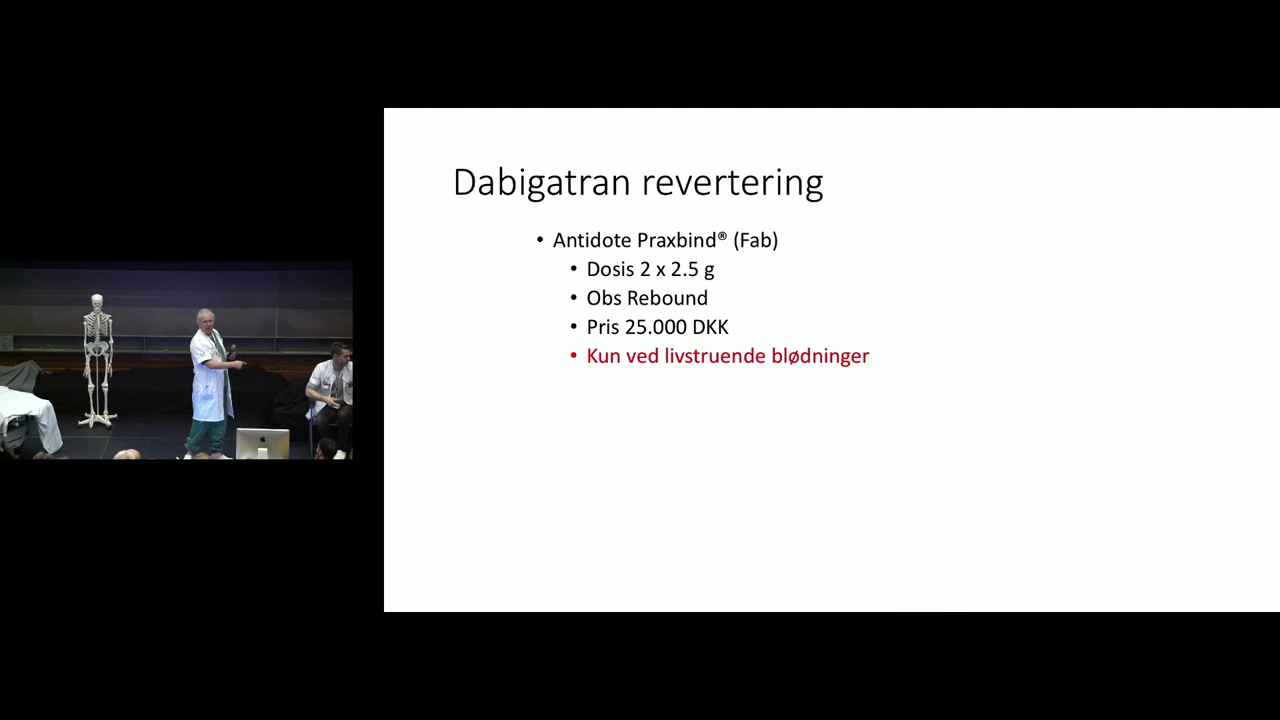 Dabigatran revertering
• Antidote Praxbind® (Fab)
• Dosis 2 x 2.5 g
• Obs Rebound
• Pris 25.000 DKK
• Kun ved livstruende blødninger